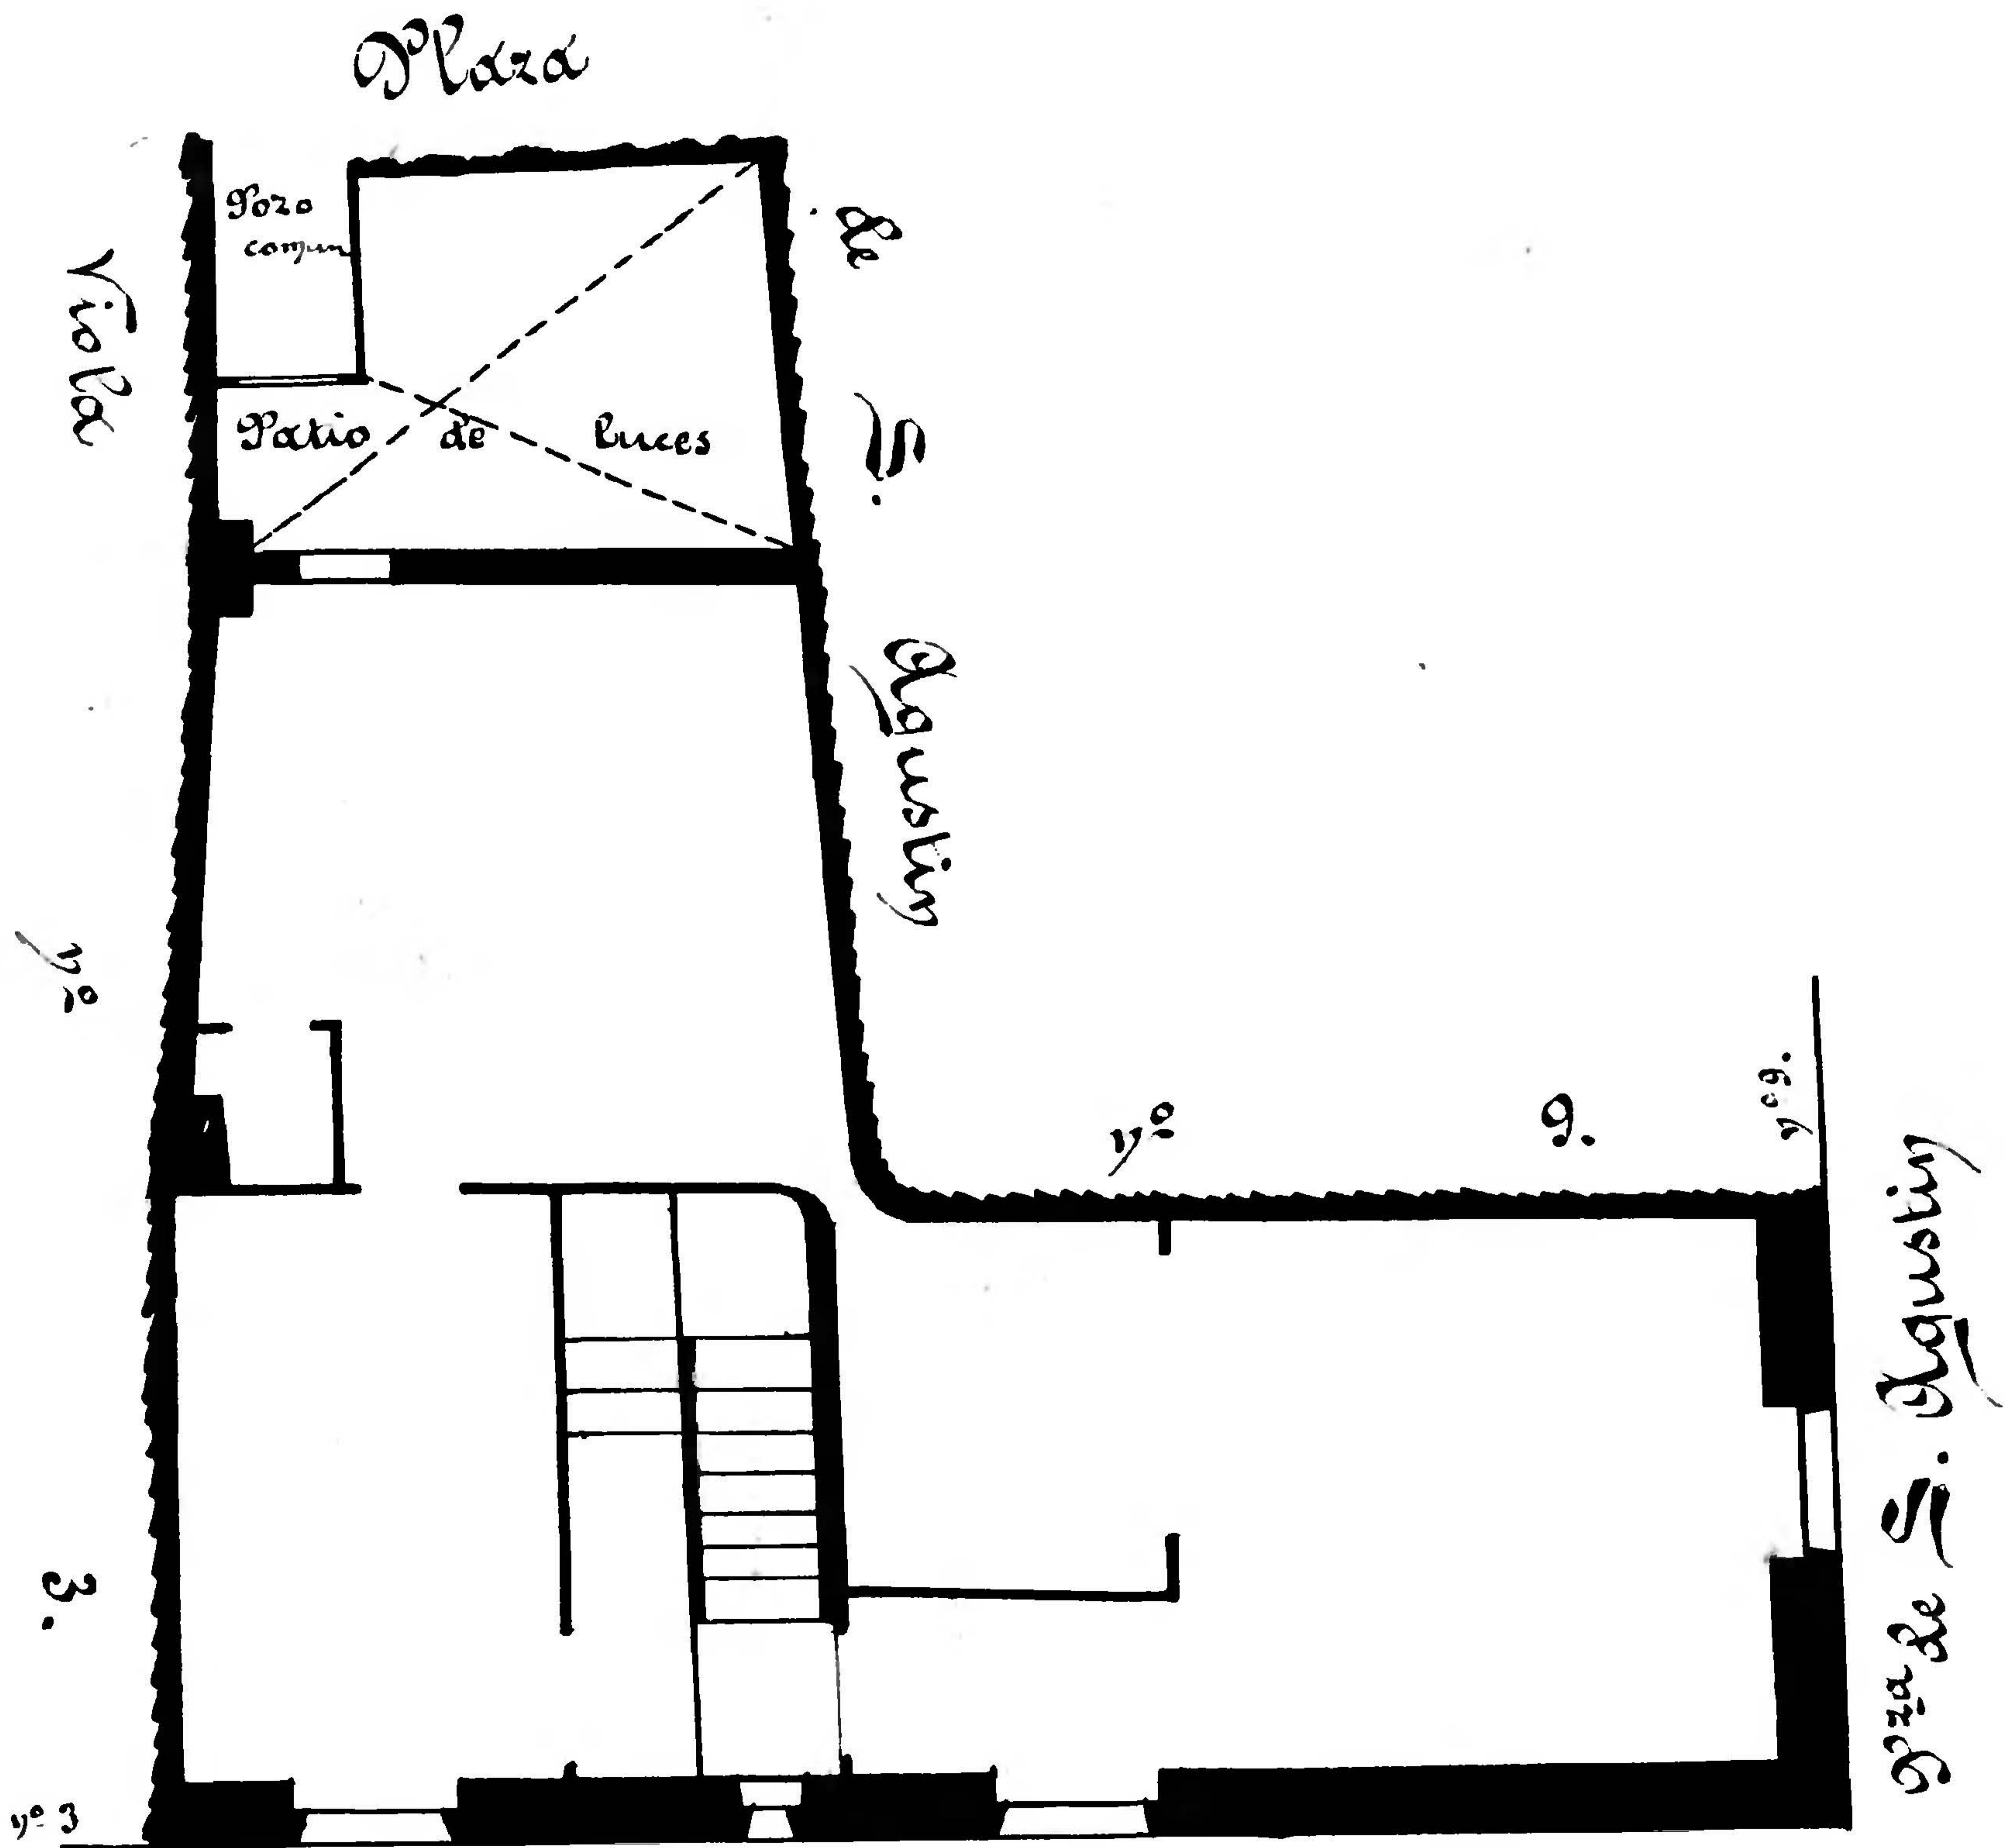 Plaza
de
S.
Agustin
Pozo
comun
Patio de luces
Viola
nº
3.
nº 9.
nº 9.
Pzª de S. Agustin
nº 3